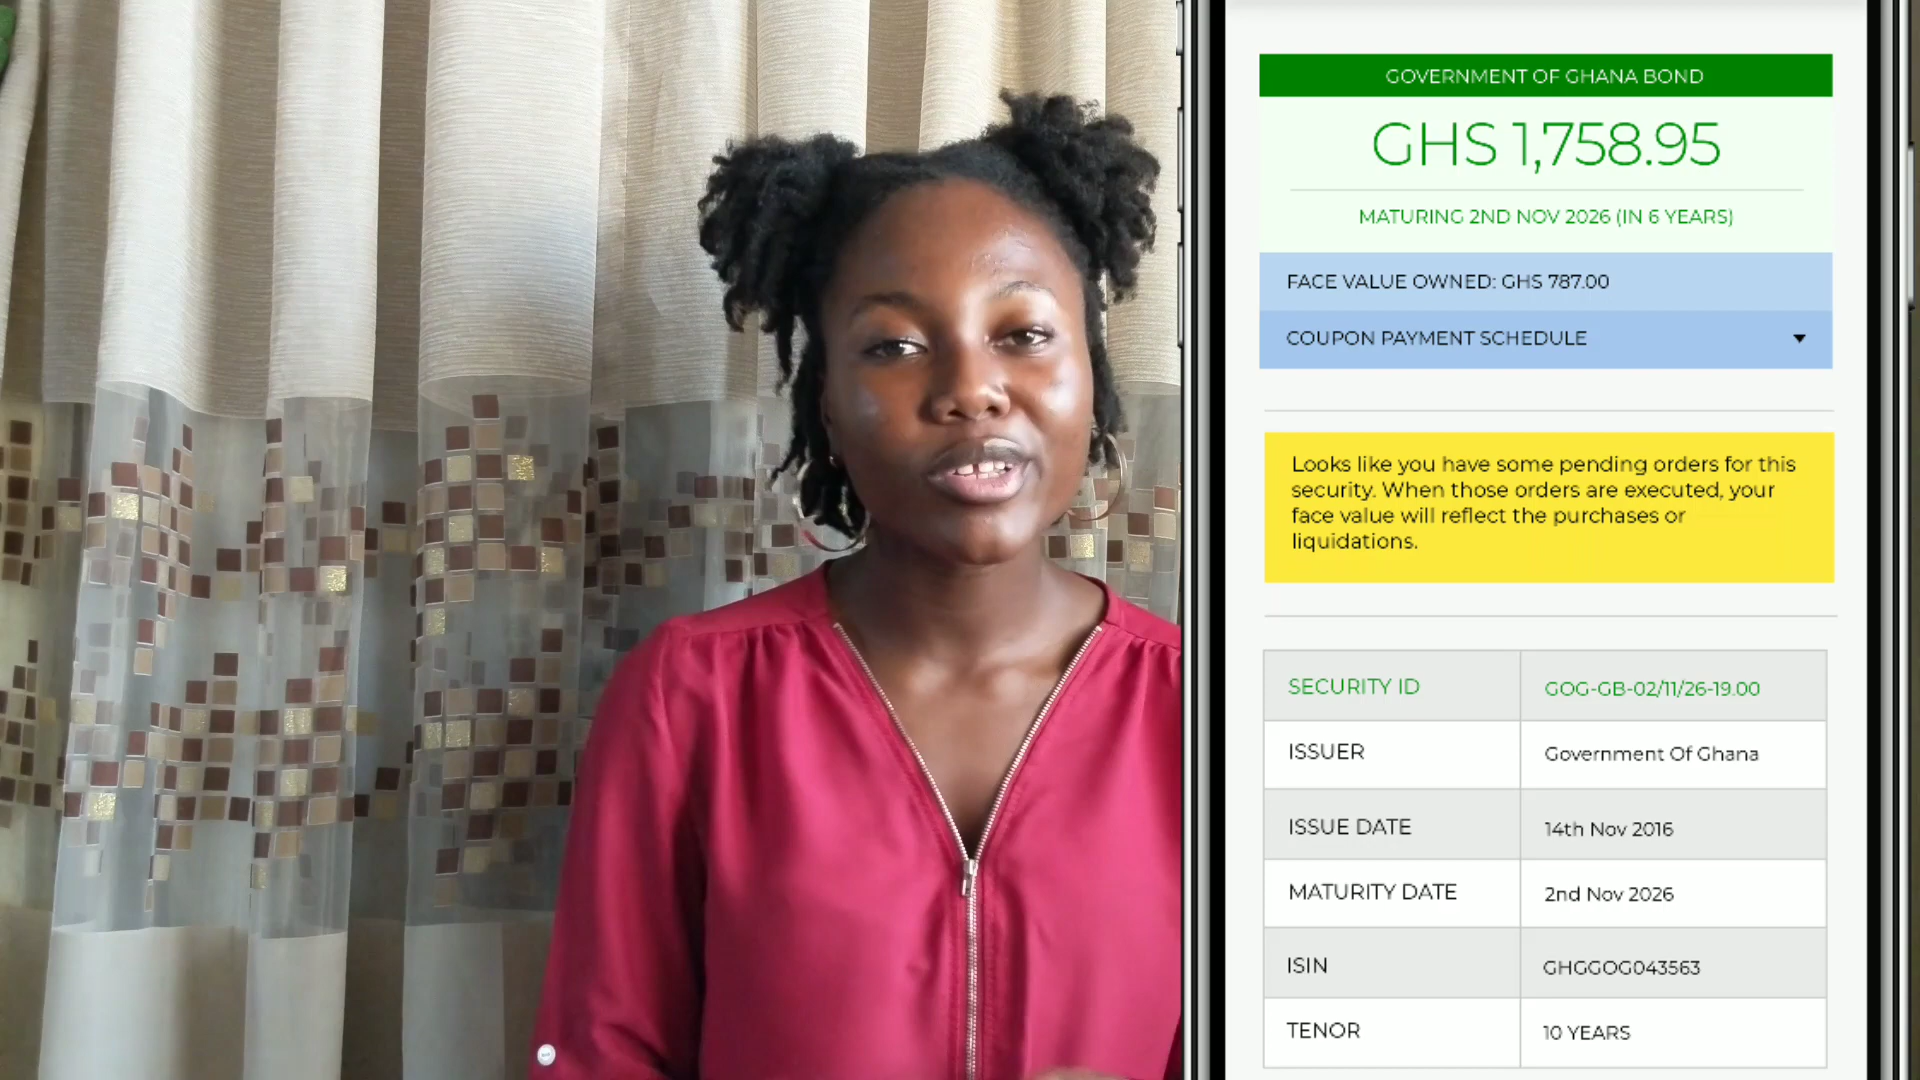 GOVERNMENT OF GHANA BOND
GHS 1,758.95
MATURING 2ND NOV 2026 (IN 6 YEARS)
FACE VALUE OWNED: GHS 787.00
COUPON PAYMENT SCHEDULE
Looks like you have some pending orders for this
security. When those orders are executed, your
face value will reflect the purchases or
liquidations.
SECURITY ID GOG-GB-02/11/26-19.00
ISSUER Government Of Ghana
ISSUE DATE 14th Nov 2016
MATURITY DATE 2nd Nov 2026
ISIN GHGGOG043563
TENOR 10 YEARS